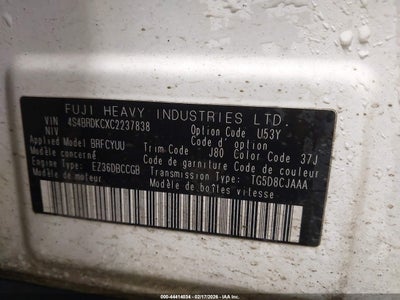 FUJI HEAVY INDUSTRIES LTD.
VIN 4S4BRDKCXC2237838
NIV Option Code U53Y
Applied Model BRFCYUU Code d'option
Modèle concerné Trim Code J80 Color Code 37J
Code de garniture Code de couleur
Engine Type: EZ36DBCCGB Transmission Type: TG5D8CJAAA
Modèle de moteur Modèle de boîtes vitesse
000-44414034 - 02/17/2026 - IAA Inc.